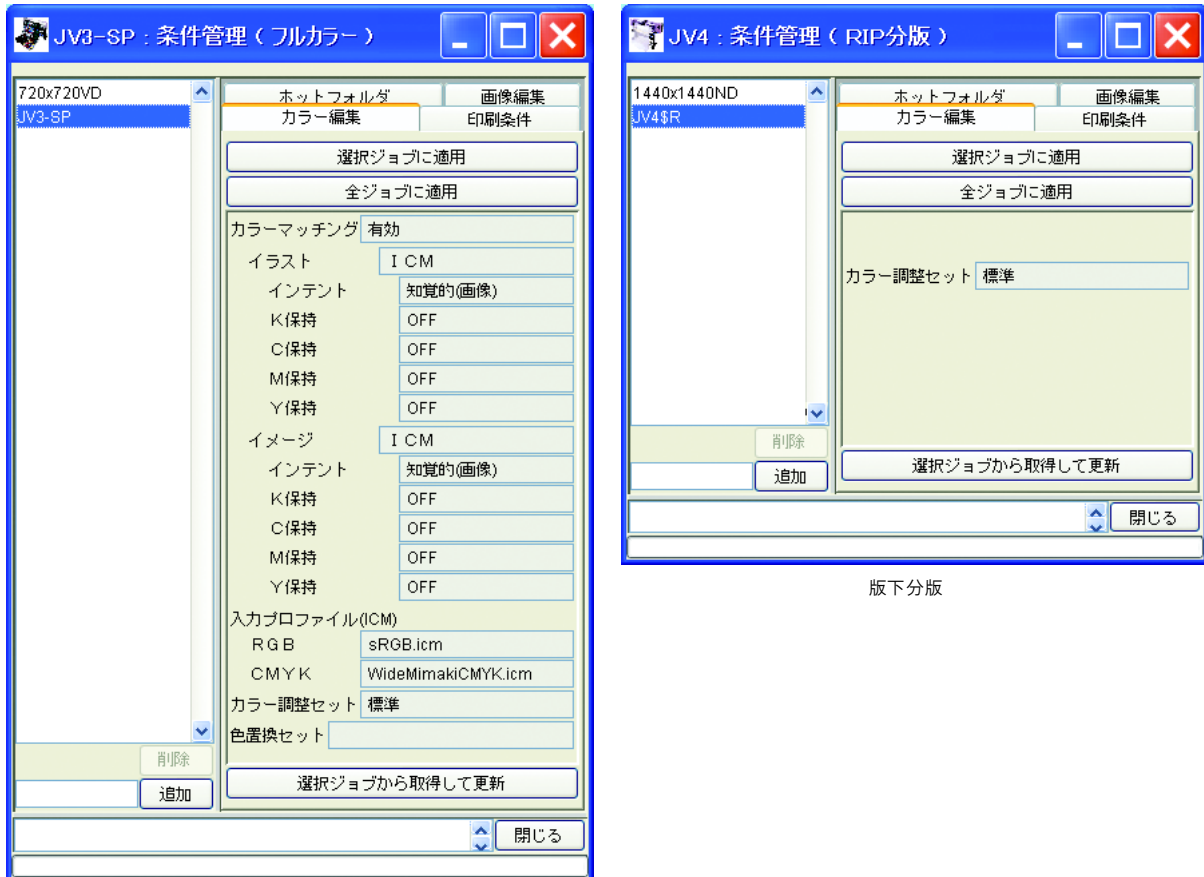 JV3-SP : 条件管理 ( フルカラー )
720x720VD
JV3-SP
ホットフォルダ 画像編集
カラー編集 印刷条件
選択ジョブに適用
全ジョブに適用
カラーマッチング 有効
イラスト ICM
インテント 知覚的(画像)
K保持 OFF
C保持 OFF
M保持 OFF
Y保持 OFF
イメージ ICM
インテント 知覚的(画像)
K保持 OFF
C保持 OFF
M保持 OFF
Y保持 OFF
入力プロファイル(ICM)
RGB sRGB.icm
CMYK WideMimakiCMYK.icm
カラー調整セット 標準
色置換セット
削除
追加
選択ジョブから取得して更新
閉じる
JV4 : 条件管理 ( RIP分版 )
1440x1440ND
JV4$R
ホットフォルダ 画像編集
カラー編集 印刷条件
選択ジョブに適用
全ジョブに適用
カラー調整セット 標準
削除
追加
選択ジョブから取得して更新
閉じる
版下分版